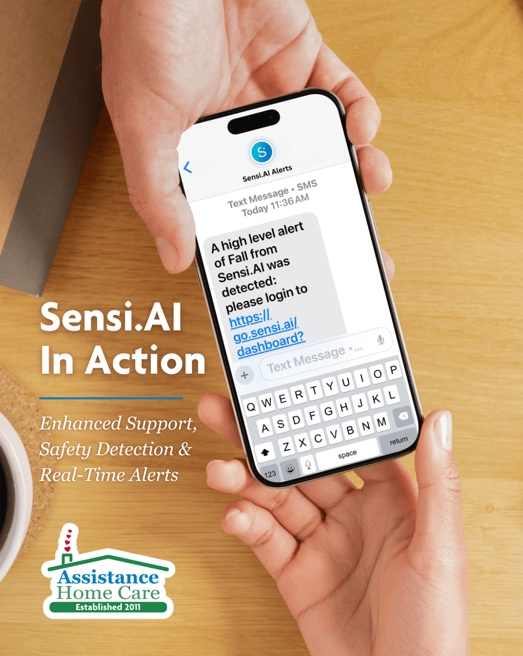 S
Sensi.AI Alerts
Text Message • SMS
Today 11:36 AM
A high level alert
of Fall from
Sensi.AI was
detected:
please login to
https://
go.sensi.ai/
dashboard?
+ Text Message •...
Q W E R T Y U I O P
A S D F G H J K L
Z X C V B N M
123 space return
Sensi.AI
In Action
Enhanced Support,
Safety Detection &
Real-Time Alerts
Assistance
Home Care
Established 2011